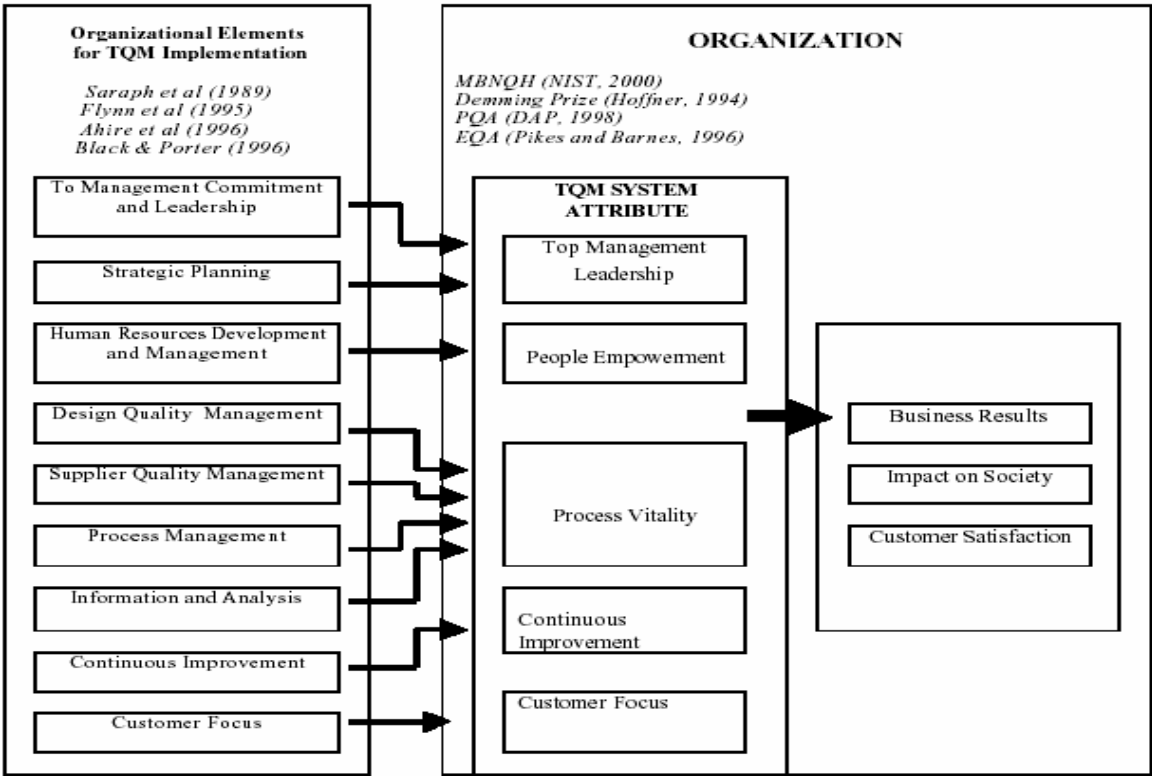 Organizational Elements
for TQM Implementation
Saraph et al (1989)
Flynn et al (1995)
Ahire et al (1996)
Black & Porter (1996)
To Management Commitment
and Leadership
Strategic Planning
Human Resources Development
and Management
Design Quality Management
Supplier Quality Management
Process Management
Information and Analysis
Continuous Improvement
Customer Focus
ORGANIZATION
MBNQH (NIST, 2000)
Demming Prize (Hoffner, 1994)
PQA (DAP, 1998)
EQA (Pikes and Barnes, 1996)
TQM SYSTEM
ATTRIBUTE
Top Management
Leadership
People Empowerment
Process Vitality
Continuous
Improvement
Customer Focus
Business Results
Impact on Society
Customer Satisfaction